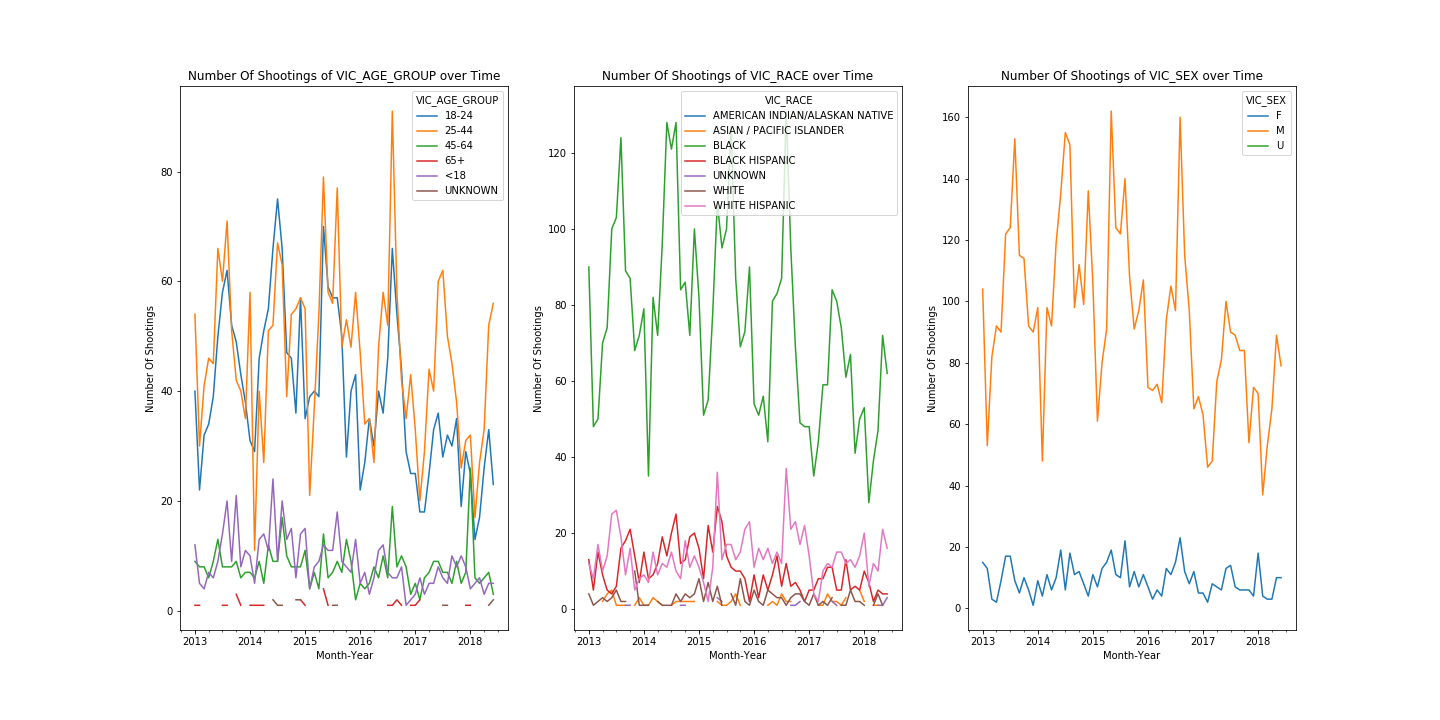 Number Of Shootings of VIC_AGE_GROUP over Time
Number Of Shootings
80
60
40
20
0
VIC_AGE_GROUP
18-24
25-44
45-64
65+
<18
UNKNOWN
2013 2014 2015 2016 2017 2018
Month-Year
Number Of Shootings of VIC_RACE over Time
Number Of Shootings
120
100
80
60
40
20
0
VIC_RACE
AMERICAN INDIAN/ALASKAN NATIVE
ASIAN / PACIFIC ISLANDER
BLACK
BLACK HISPANIC
UNKNOWN
WHITE
WHITE HISPANIC
2013 2014 2015 2016 2017 2018
Month-Year
Number Of Shootings of VIC_SEX over Time
Number Of Shootings
160
140
120
100
80
60
40
20
0
VIC_SEX
F
M
U
2013 2014 2015 2016 2017 2018
Month-Year